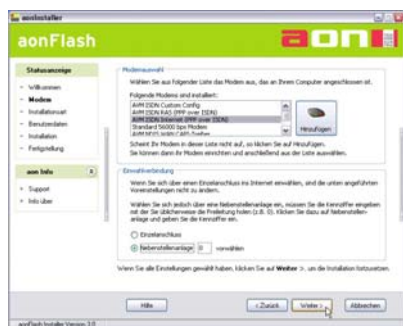 aonInstaller
aonFlash
aon
Statusanzeige
Willkommen
Modem
Installationsart
Benutzerdaten
Installation
Fertigstellung
aon Info
Support
Info über
Modemauswahl
Wählen Sie aus folgender Liste das Modem aus, das an Ihrem Computer angeschlossen ist.
Folgende Modems sind installiert:
AVM ISDN Custom Config
AVM ISDN RAS (PPP over ISDN)
AVM ISDN Internet (PPP over ISDN)
Standard 56000 bps Modem
Hinzufügen
Scheint Ihr Modem in dieser Liste nicht auf, so klicken Sie auf Hinzufügen.
Sie können dann Ihr Modem einrichten und anschließend aus der Liste auswählen.
Einwahlverbindung
Wenn Sie sich über einen Einzelanschluss ins Internet einwählen, sind die unten angeführten
Voreinstellungen nicht zu ändern.
Wählen Sie sich jedoch über eine Nebenstellenanlage ein, müssen Sie die Kennziffer eingeben
mit der Sie üblicherweise die Freileitung holen (z.B. 0). Klicken Sie dazu auf Nebenstellen-
anlage und geben Sie die Kennziffer ein.
Einzelanschluss
Nebenstellenanlage 0 vorwählen
Wenn Sie alle Einstellungen gewählt haben, klicken Sie auf Weiter >, um die Installation fortzusetzen.
Hilfe
< Zurück
Weiter >
Abbrechen
aonFlash Installer Version 3.0